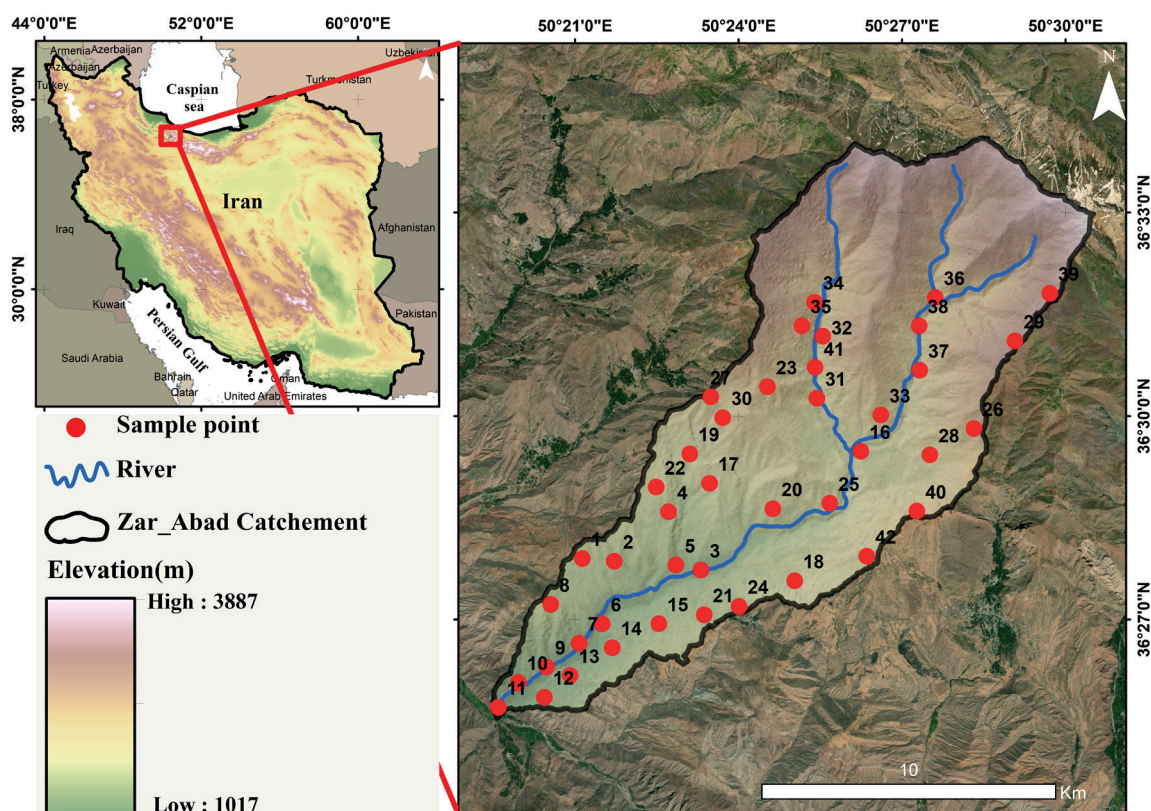 44°0'0"E
52°0'0"E
60°0'0"E
38°0'0"N
30°0'0"N
Armenia
Azerbaijan
Azerbaijan
Turkey
Uzbekistan
Turkmenistan
Caspian
sea
Iran
Iraq
Afghanistan
Kuwait
Pakistan
Persian Gulf
Saudi Arabia
Bahrain
Qatar
Oman
United Arab Emirates
Sample point
River
Zar_Abad Catchement
Elevation(m)
High : 3887
Low : 1017
50°21'0"E
50°24'0"E
50°27'0"E
50°30'0"E
N
36°33'0"N
36°30'0"N
36°27'0"N
34
36
39
35
32
38
29
41
37
23
31
27
30
33
26
19
16
28
22
17
4
20
25
40
1
2
5
3
42
18
8
6
15
21
24
7
14
9
13
10
12
11
10
Km